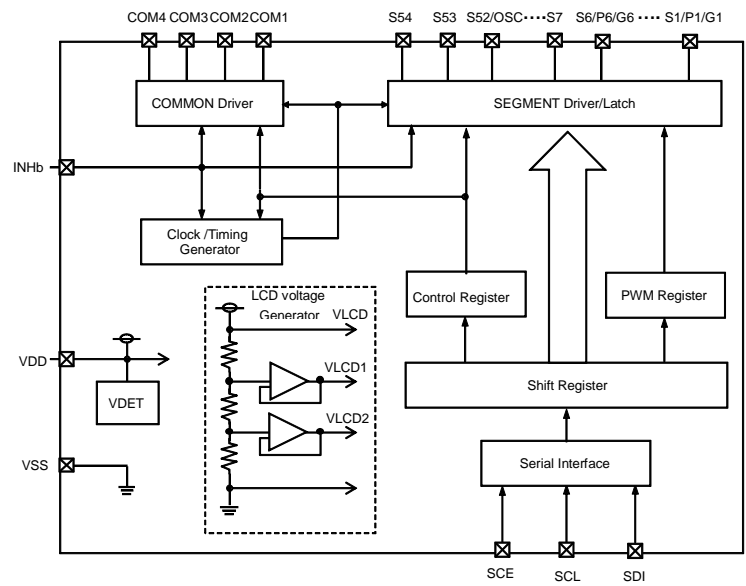 COM4 COM3 COM2 COM1 S54 S53 S52/OSC ···· S7 S6/P6/G6 ···· S1/P1/G1
COMMON Driver
SEGMENT Driver/Latch
INHb
Clock /Timing
Generator
LCD voltage
Generator
VLCD
Control Register
PWM Register
VDD
VDET
VLCD1
Shift Register
VLCD2
VSS
Serial Interface
SCE SCL SDI